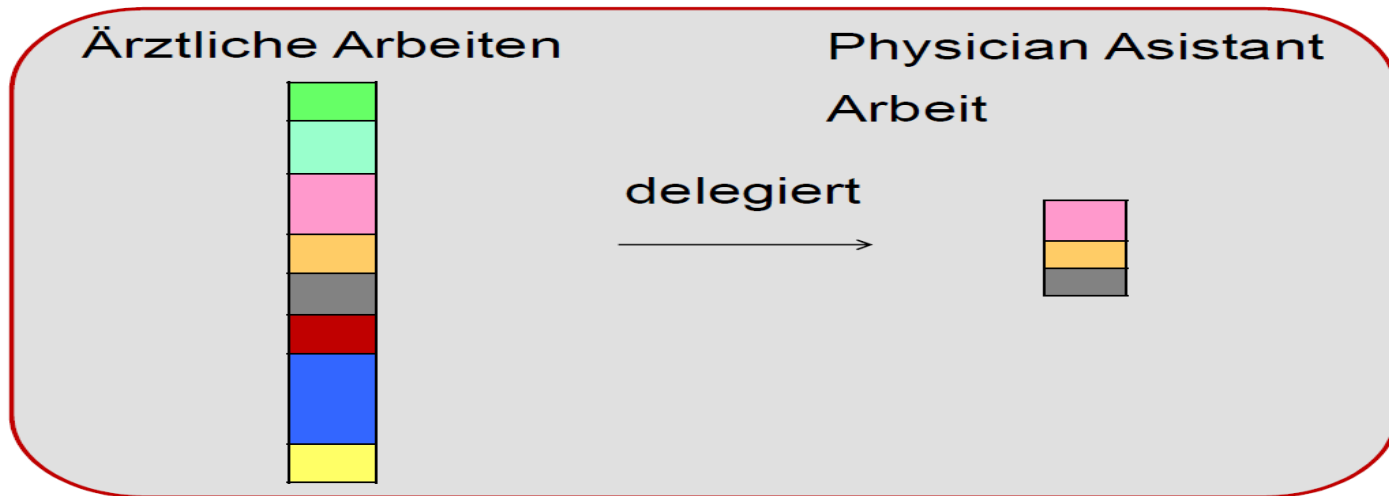 Ärztliche Arbeiten
Physician Asistant
Arbeit
delegiert